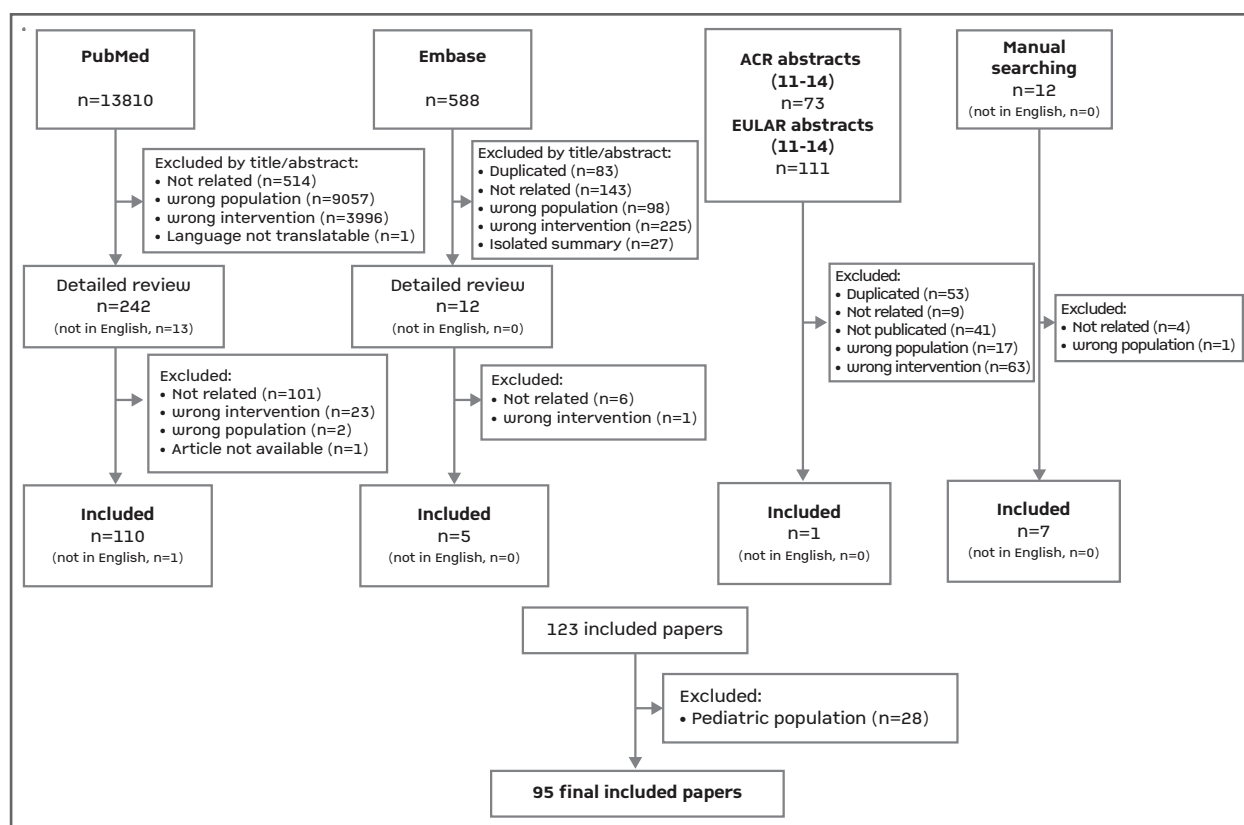 PubMed
n=13810
Excluded by title/abstract:
• Not related (n=514)
• wrong population (n=9057)
• wrong intervention (n=3996)
• Language not translatable (n=1)
Detailed review
n=242
(not in English, n=13)
Excluded:
• Not related (n=101)
• wrong intervention (n=23)
• wrong population (n=2)
• Article not available (n=1)
Included
n=110
(not in English, n=1)
Embase
n=588
Excluded by title/abstract:
• Duplicated (n=83)
• Not related (n=143)
• wrong population (n=98)
• wrong intervention (n=225)
• Isolated summary (n=27)
Detailed review
n=12
(not in English, n=0)
Excluded:
• Not related (n=6)
• wrong intervention (n=1)
Included
n=5
(not in English, n=0)
ACR abstracts
(11-14)
n=73
EULAR abstracts
(11-14)
n=111
Excluded:
• Duplicated (n=53)
• Not related (n=9)
• Not publicated (n=41)
• wrong population (n=17)
• wrong intervention (n=63)
Included
n=1
(not in English, n=0)
Manual
searching
n=12
(not in English, n=0)
Excluded:
• Not related (n=4)
• wrong population (n=1)
Included
n=7
(not in English, n=0)
123 included papers
Excluded:
• Pediatric population (n=28)
95 final included papers